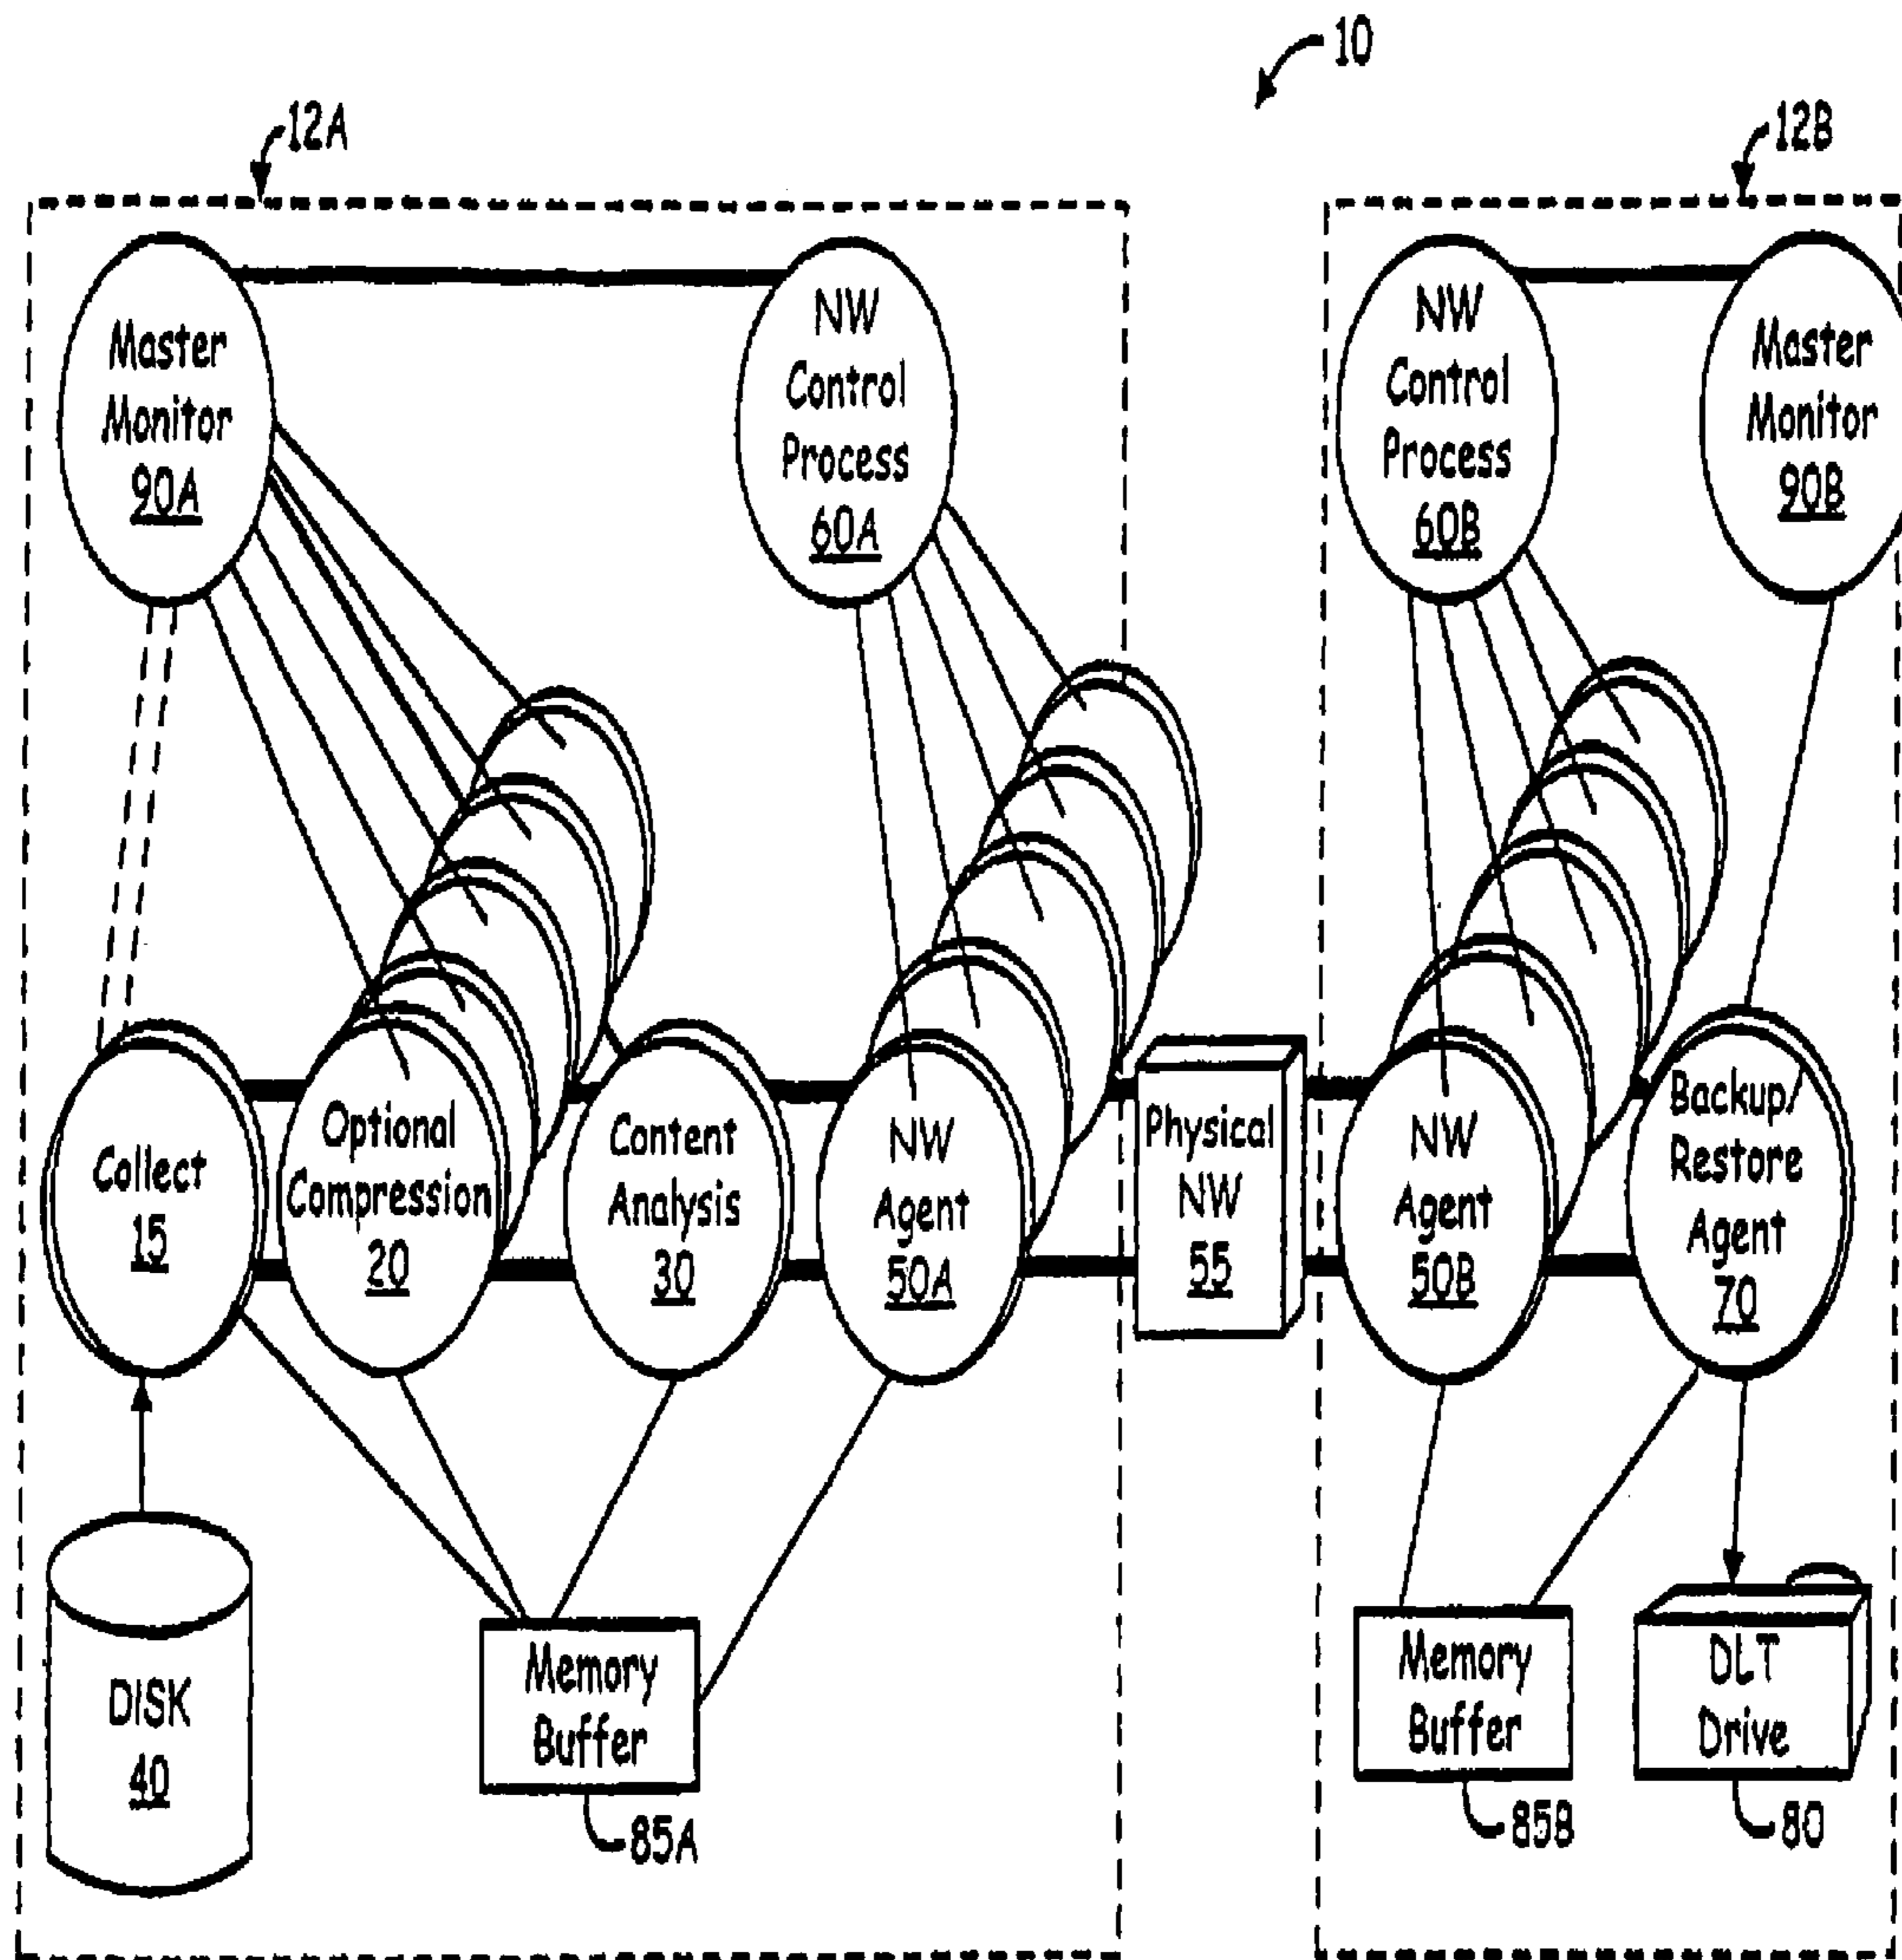 10
12A
12B
Master
Monitor
90A
NW
Control
Process
60A
NW
Control
Process
60B
Master
Monitor
90B
Collect
15
Optional
Compression
20
Content
Analysis
30
NW
Agent
50A
Physical
NW
55
NW
Agent
50B
Backup/
Restore
Agent
70
DISK
40
Memory
Buffer
85A
Memory
Buffer
85B
DLT
Drive
80